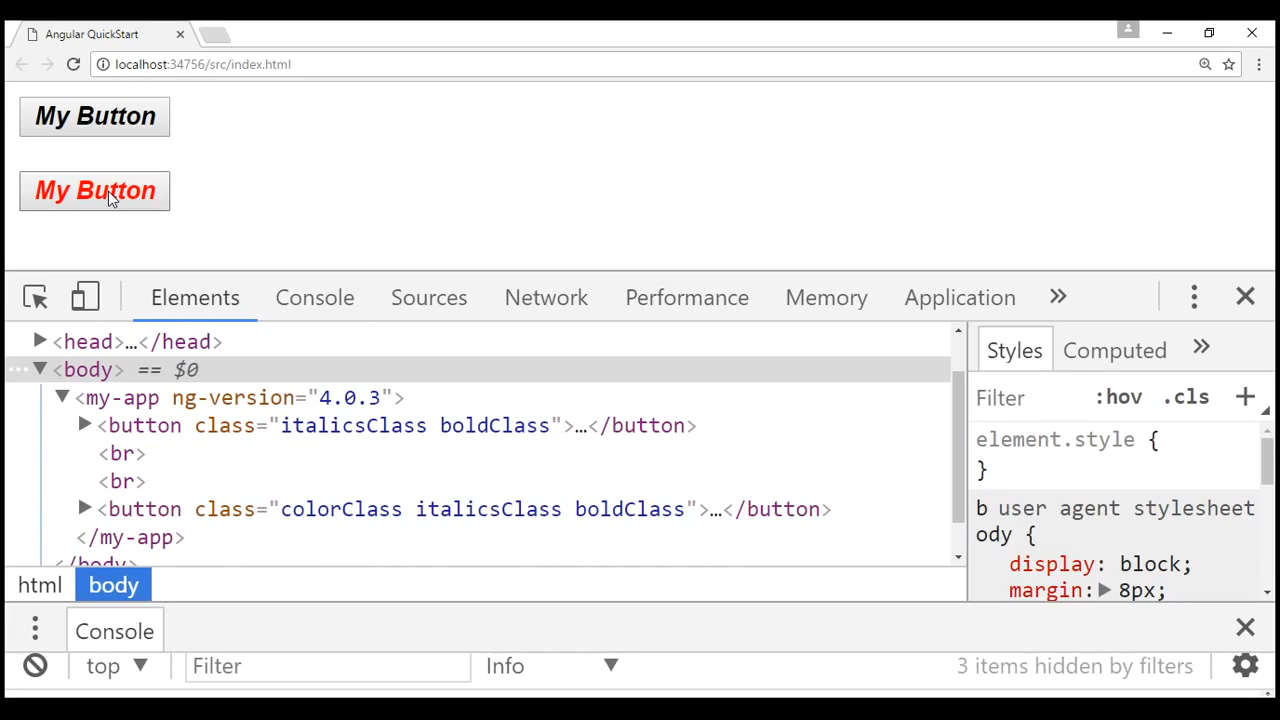 Angular QuickStart
localhost:34756/src/index.html
My Button
My Button
Elements Console Sources Network Performance Memory Application »
<head>…</head>
… <body> == $0
<my-app ng-version="4.0.3">
<button class="italicsClass boldClass">…</button>
<br>
<br>
<button class="colorClass italicsClass boldClass">…</button>
</my-app>
</body>
html body
Styles Computed »
Filter :hov .cls +
element.style {
}
b user agent stylesheet
ody {
display: block;
margin: 8px;
Console
top Filter Info 3 items hidden by filters